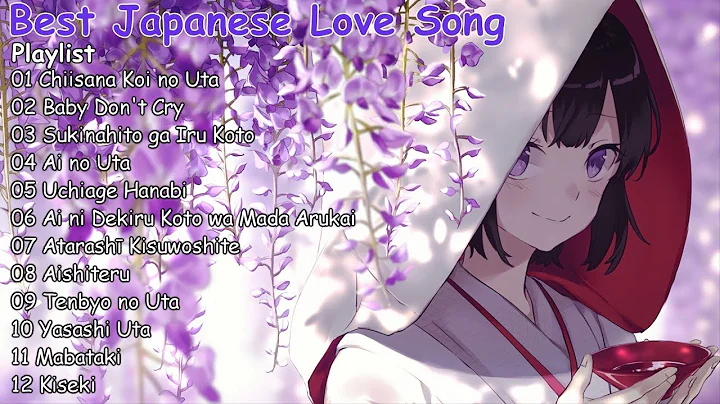 Best Japanese Love Song
Playlist
01 Chiisana Koi no Uta
02 Baby Don't Cry
03 Sukinahito ga Iru Koto
04 Ai no Uta
05 Uchiage Hanabi
06 Ai ni Dekiru Koto wa Mada Arukai
07 Atarashī Kisuwoshite
08 Aishiteru
09 Tenbyo no Uta
10 Yasashi Uta
11 Mabataki
12 Kiseki